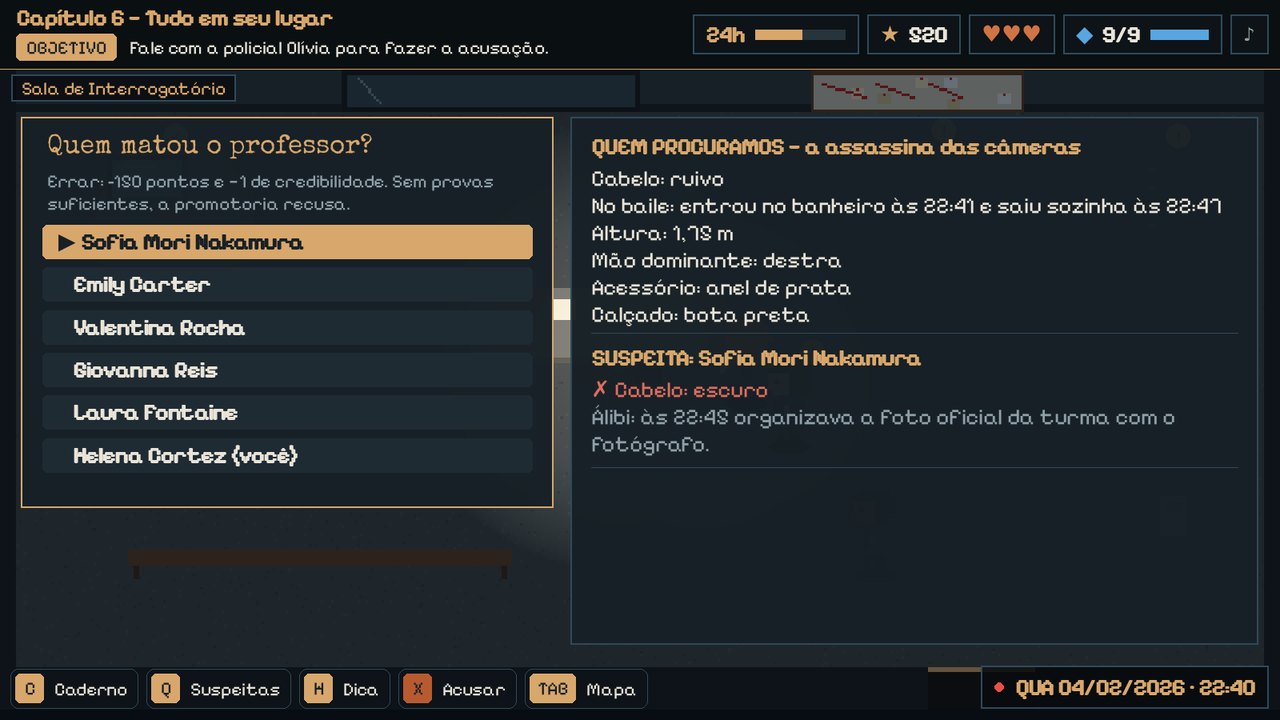 Capítulo 6 - Tudo em seu lugar
OBJETIVO Fale com a policial Olívia para fazer a acusação.
24h
★ 820
♥♥♥
9/9
♪
Sala de Interrogatório
Quem matou o professor?
Errar: -180 pontos e -1 de credibilidade. Sem provas
suficientes, a promotoria recusa.
▶ Sofia Mori Nakamura
Emily Carter
Valentina Rocha
Giovanna Reis
Laura Fontaine
Helena Cortez (você)
QUEM PROCURAMOS - a assassina das câmeras
Cabelo: ruivo
No baile: entrou no banheiro às 22:41 e saiu sozinha às 22:47
Altura: 1,78 m
Mão dominante: destra
Acessório: anel de prata
Calçado: bota preta
SUSPEITA: Sofia Mori Nakamura
✗ Cabelo: escuro
Álibi: às 22:48 organizava a foto oficial da turma com o
fotógrafo.
C Caderno
Q Suspeitas
H Dica
X Acusar
TAB Mapa
QUA 04/02/2026 · 22:40